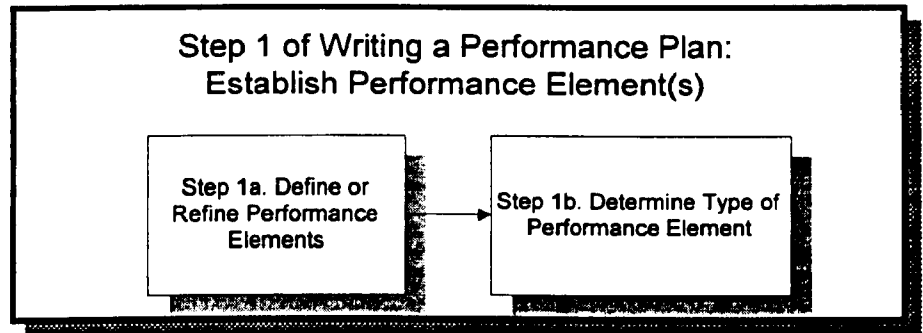 Step 1 of Writing a Performance Plan:
Establish Performance Element(s)
Step 1a. Define or
Refine Performance
Elements
Step 1b. Determine Type of
Performance Element